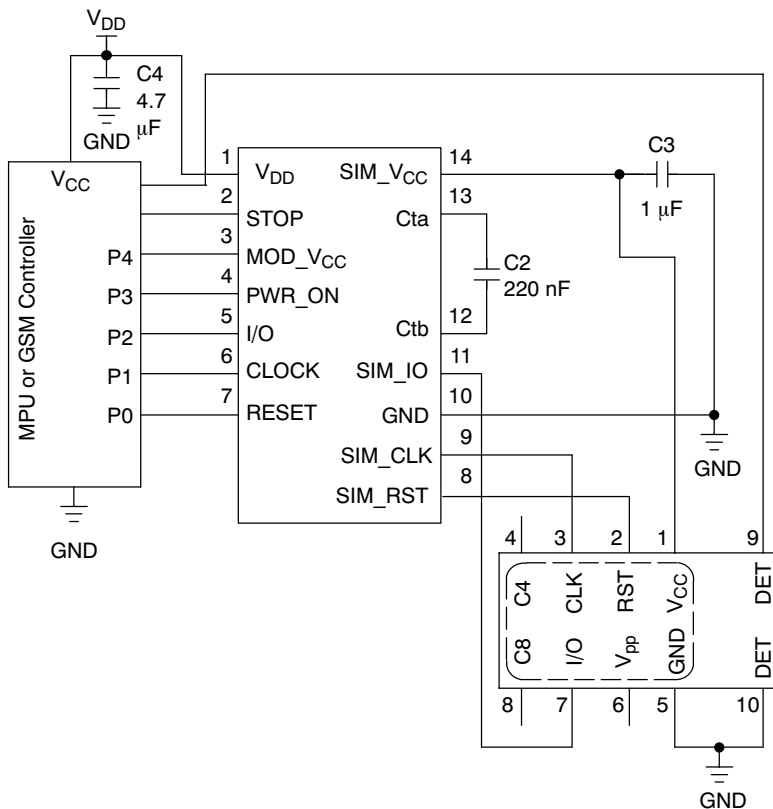 V_DD
C4
4.7
μF
GND
MPU or GSM Controller
V_CC
P4
P3
P2
P1
P0
GND
1
2
3
4
5
6
7
V_DD
STOP
MOD_V_CC
PWR_ON
I/O
CLOCK
RESET
SIM_V_CC
Cta
Ctb
SIM_IO
GND
SIM_CLK
SIM_RST
14
13
12
11
10
9
8
C3
1 μF
C2
220 nF
GND
4 3 2 1 9
C4 CLK RST V_CC DET
C8 I/O V_pp GND DET
8 7 6 5 10
GND